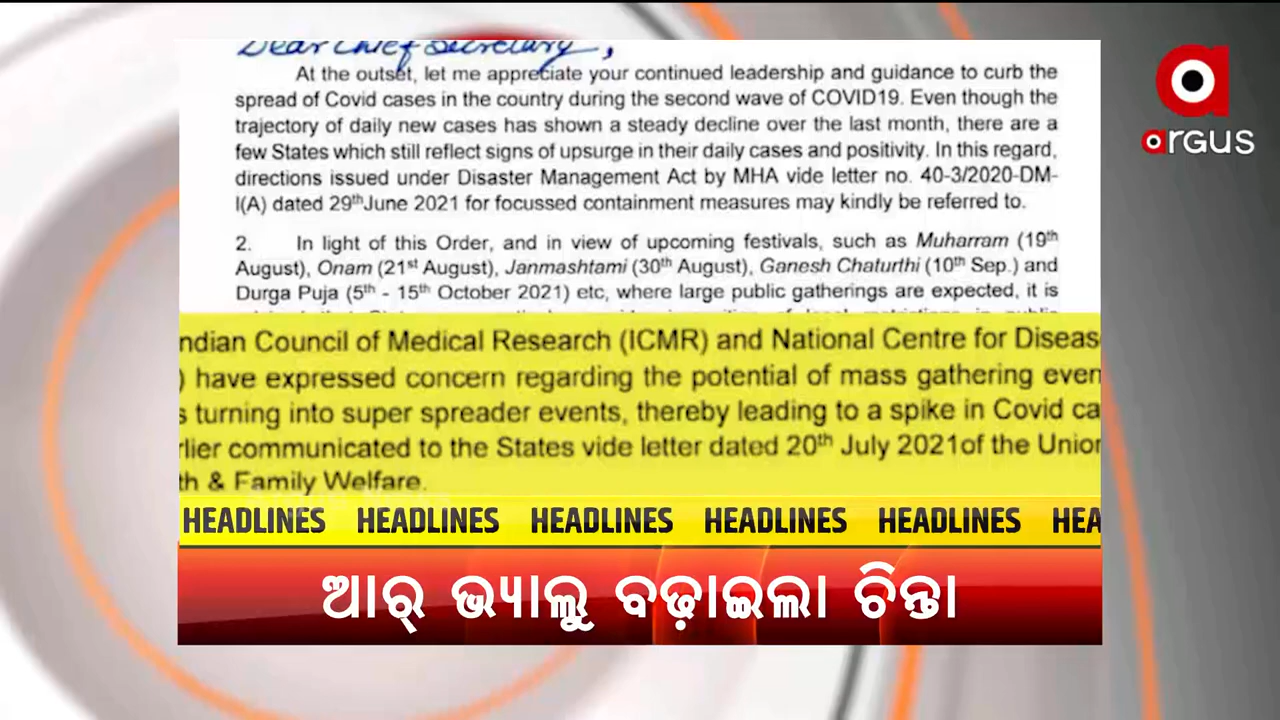 Dear Chief Secretary,
At the outset, let me appreciate your continued leadership and guidance to curb the
spread of Covid cases in the country during the second wave of COVID19. Even though the
trajectory of daily new cases has shown a steady decline over the last month, there are a
few States which still reflect signs of upsurge in their daily cases and positivity. In this regard,
directions issued under Disaster Management Act by MHA vide letter no. 40-3/2020-DM-
I(A) dated 29th June 2021 for focussed containment measures may kindly be referred to.
2. In light of this Order, and in view of upcoming festivals, such as Muharram (19th
August), Onam (21st August), Janmashtami (30th August), Ganesh Chaturthi (10th Sep.) and
Durga Puja (5th - 15th October 2021) etc, where large public gatherings are expected, it is
ndian Council of Medical Research (ICMR) and National Centre for Diseas
) have expressed concern regarding the potential of mass gathering even
s turning into super spreader events, thereby leading to a spike in Covid ca
rlier communicated to the States vide letter dated 20th July 2021of the Union
th & Family Welfare.
HEADLINES HEADLINES HEADLINES HEADLINES HEADLINES HEA
ଆର୍ ଭ୍ୟାଲୁ ବଢ଼ାଇଲା ଚିନ୍ତା
argus